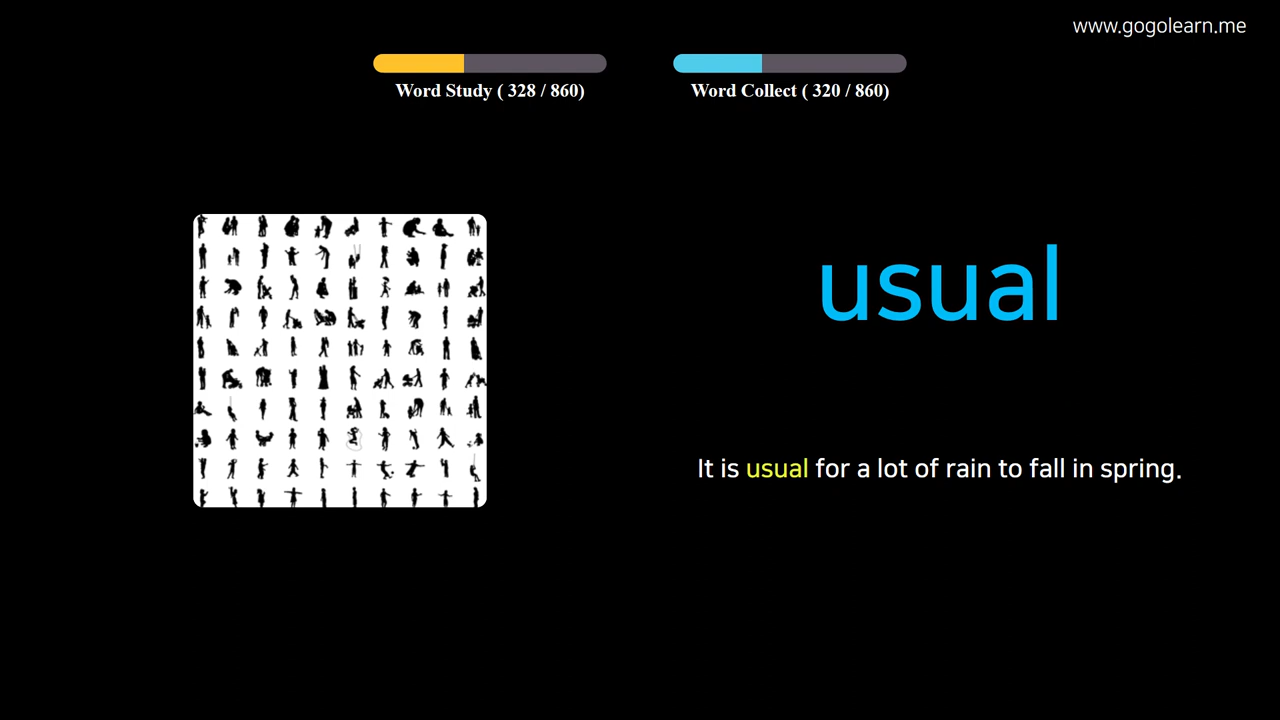 www.gogolearn.me
Word Study ( 328 / 860)
Word Collect ( 320 / 860)
usual
It is usual for a lot of rain to fall in spring.